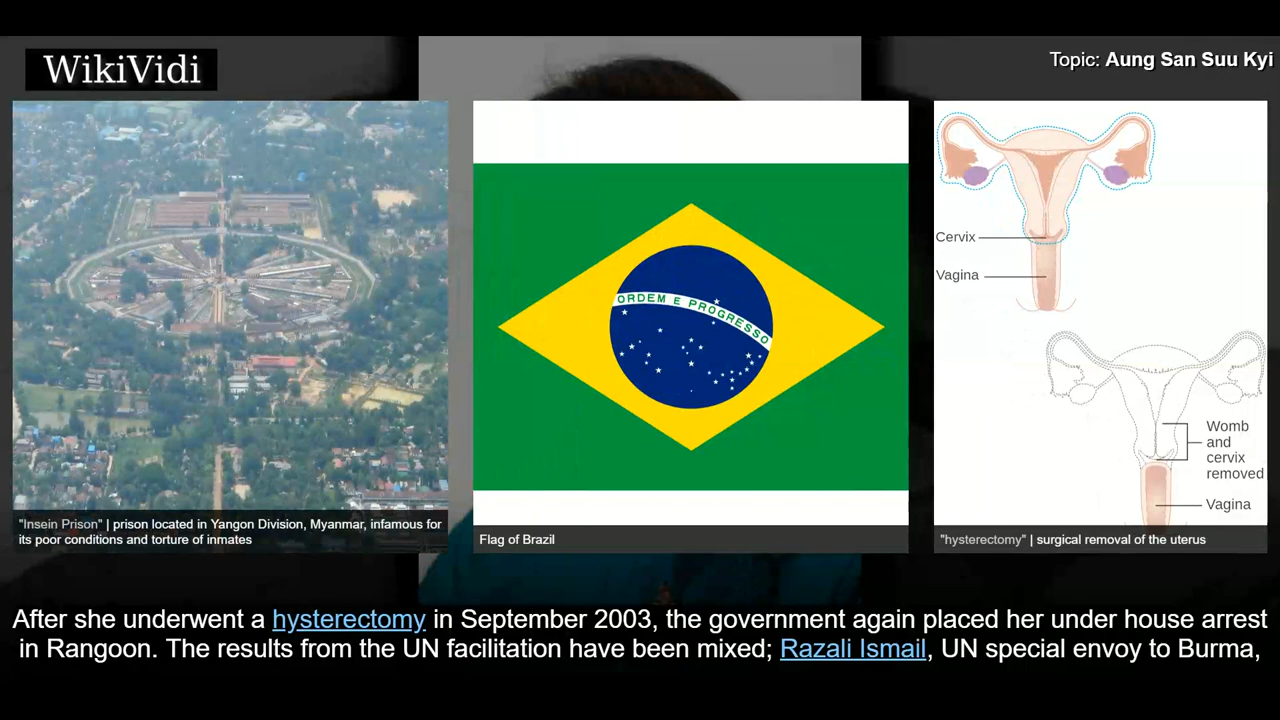 WikiVidi
Topic: Aung San Suu Kyi
"Insein Prison" | prison located in Yangon Division, Myanmar, infamous for
its poor conditions and torture of inmates
ORDEM E PROGRESSO
Flag of Brazil
Cervix
Vagina
Womb
and
cervix
removed
Vagina
"hysterectomy" | surgical removal of the uterus
After she underwent a hysterectomy in September 2003, the government again placed her under house arrest
in Rangoon. The results from the UN facilitation have been mixed; Razali Ismail, UN special envoy to Burma,